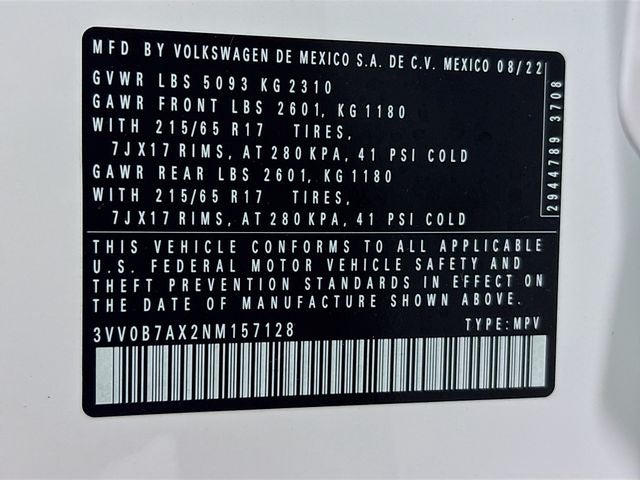 MFD BY VOLKSWAGEN DE MEXICO S.A. DE C.V. MEXICO 08/22
GVWR LBS 5093 KG 2310
GAWR FRONT LBS 2601, KG 1180
WITH 215/65 R17 TIRES,
7JX17 RIMS, AT 280 KPA, 41 PSI COLD
GAWR REAR LBS 2601, KG 1180
WITH 215/65 R17 TIRES,
7JX17 RIMS, AT 280 KPA, 41 PSI COLD
2944789 3708
THIS VEHICLE CONFORMS TO ALL APPLICABLE
U.S. FEDERAL MOTOR VEHICLE SAFETY AND
THEFT PREVENTION STANDARDS IN EFFECT ON
THE DATE OF MANUFACTURE SHOWN ABOVE.
3VV0B7AX2NM157128 TYPE: MPV